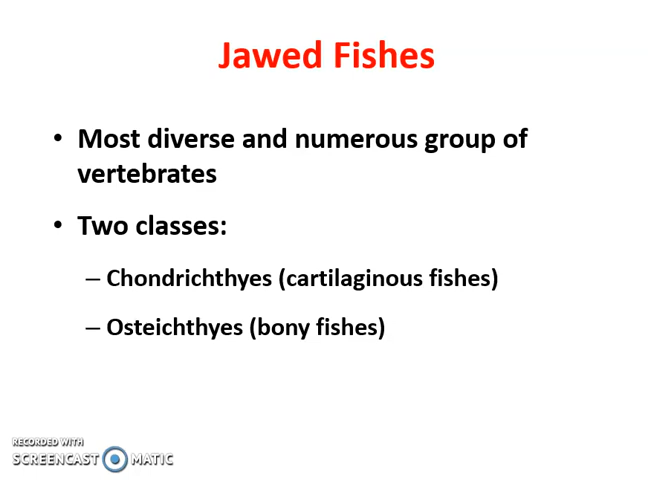 Jawed Fishes
• Most diverse and numerous group of
vertebrates
• Two classes:
– Chondrichthyes (cartilaginous fishes)
– Osteichthyes (bony fishes)
RECORDED WITH
SCREENCAST MATIC